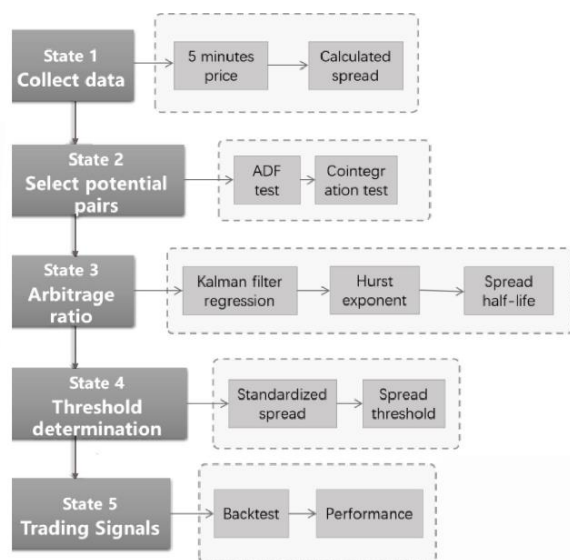 State 1
Collect data
5 minutes
price
Calculated
spread
State 2
Select potential
pairs
ADF
test
Cointegr
ation test
State 3
Arbitrage
ratio
Kalman filter
regression
Hurst
exponent
Spread
half-life
State 4
Threshold
determination
Standardized
spread
Spread
threshold
State 5
Trading Signals
Backtest
Performance